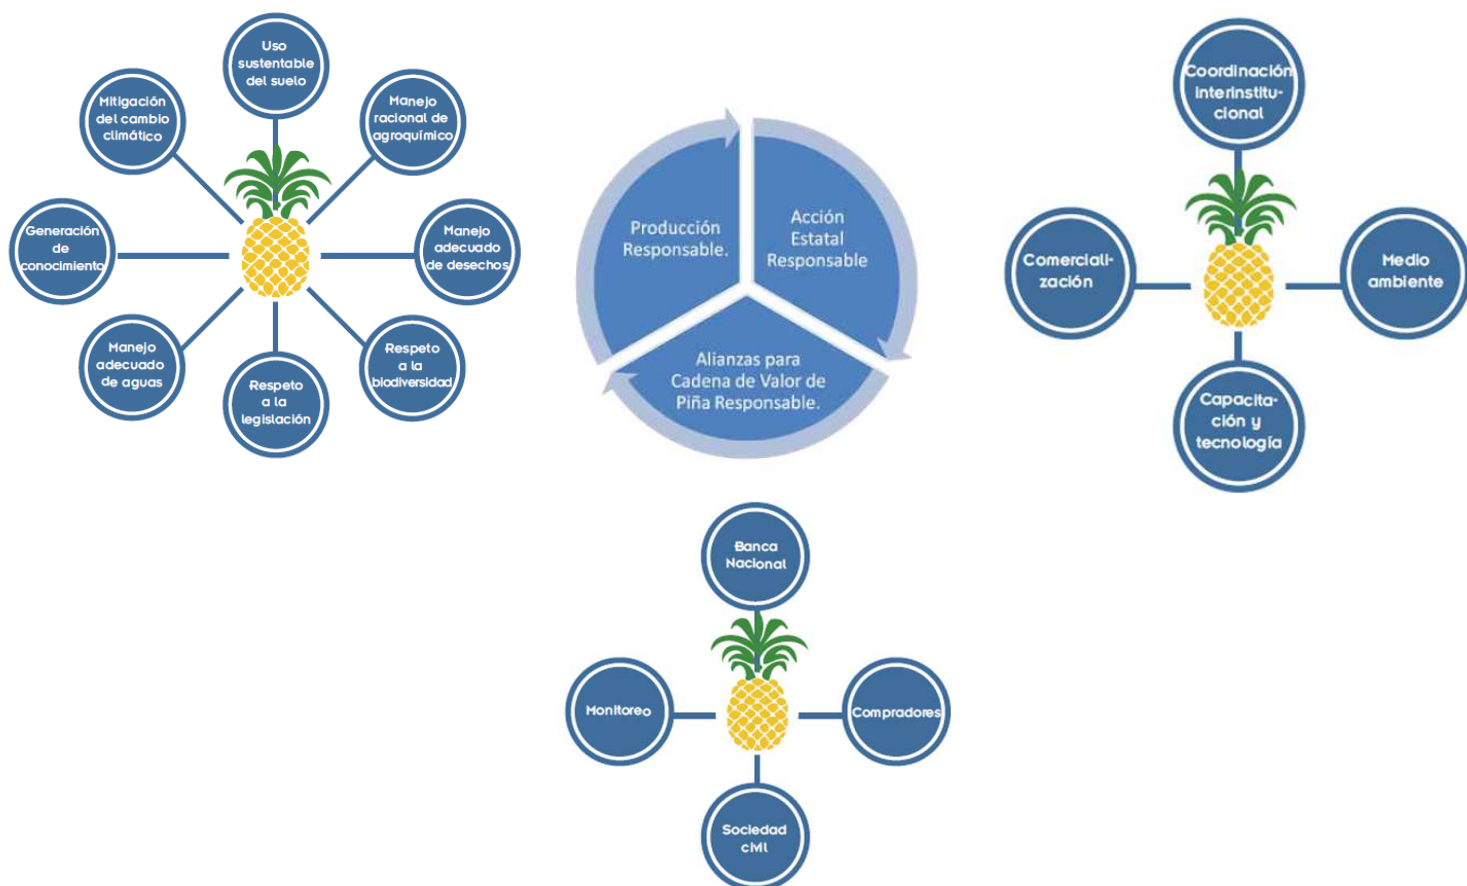 Uso
sustentable
del suelo
Manejo
racional de
agroquímico
Manejo
adecuado
de desechos
Respeto
a la
biodiversidad
Respeto
a la
legislación
Manejo
adecuado
de aguas
Generación
de
conocimiento
Mitigación
del cambio
climático
Producción
Responsable.
Acción
Estatal
Responsable
Alianzas para
Cadena de Valor de
Piña Responsable.
Coordinación
interinstitu-
cional
Medio
ambiente
Capacita-
ción y
tecnología
Comerciali-
zación
Banca
Nacional
Compradores
Sociedad
cMl
Monitoreo